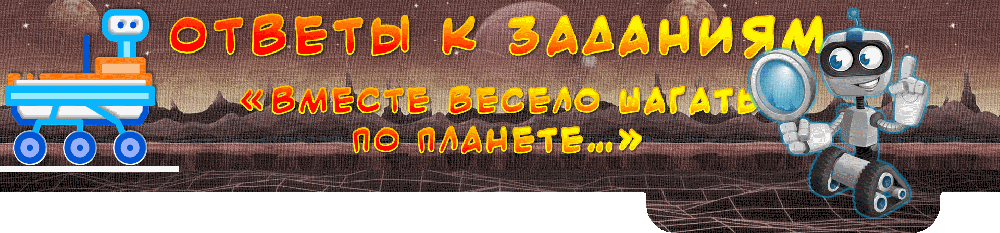 ОТВЕТЫ К ЗАДАНИЯМ
«ВМЕСТЕ ВЕСЕЛО ШАГАТЬ
ПО ПЛАНЕТЕ...»